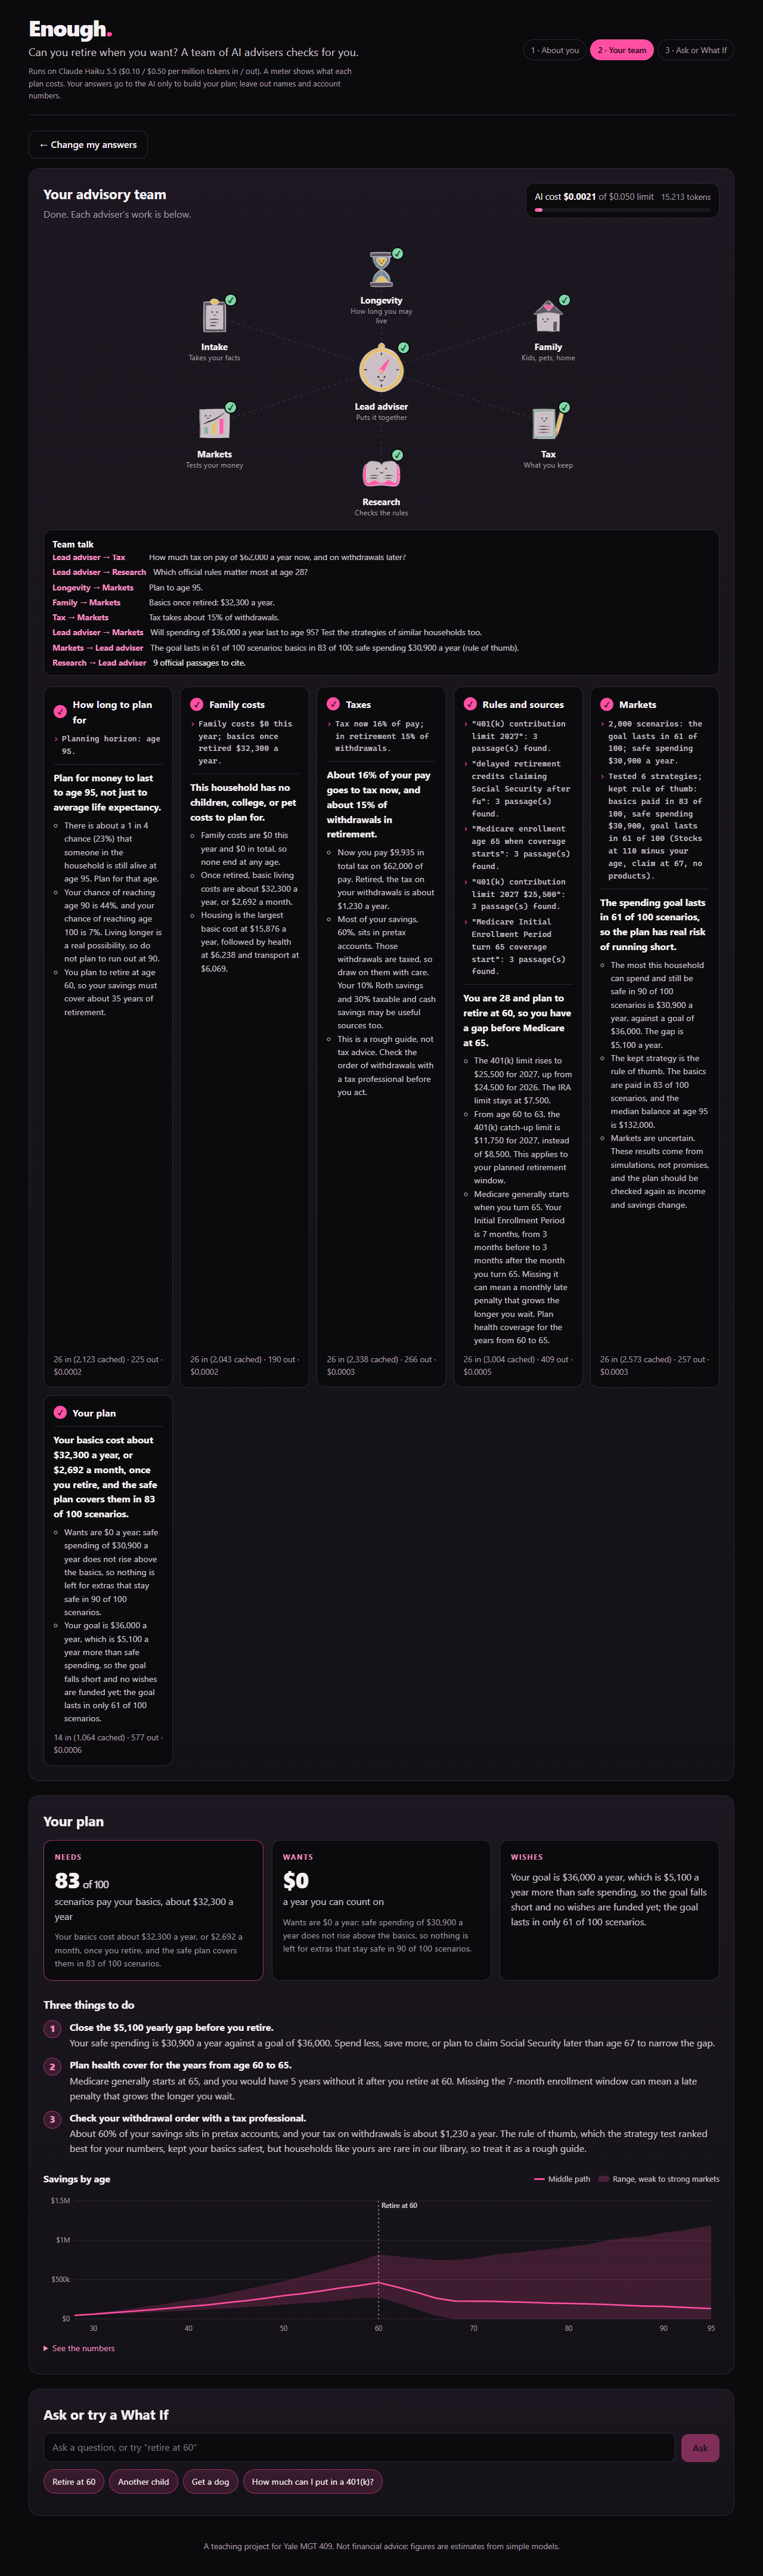 Enough.
Can you retire when you want? A team of AI advisers checks for you.
Runs on Claude Haiku 5.5 ($0.10 / $0.50 per million tokens in / out). A meter shows what each
plan costs. Your answers go to the AI only to build your plan; leave out names and account
numbers.
1 · About you
2 · Your team
3 · Ask or What If
← Change my answers
Your advisory team
Done. Each adviser's work is below.
AI cost $0.0021 of $0.050 limit 15,213 tokens
Longevity
How long you may
live
Intake
Takes your facts
Family
Kids, pets, home
Lead adviser
Puts it together
Markets
Tests your money
Tax
What you keep
Research
Checks the rules
Team talk
Lead adviser → Tax How much tax on pay of $62,000 a year now, and on withdrawals later?
Lead adviser → Research Which official rules matter most at age 28?
Longevity → Markets Plan to age 95.
Family → Markets Basics once retired: $32,300 a year.
Tax → Markets Tax takes about 15% of withdrawals.
Lead adviser → Markets Will spending of $36,000 a year last to age 95? Test the strategies of similar households too.
Markets → Lead adviser The goal lasts in 61 of 100 scenarios; basics in 83 of 100; safe spending $30,900 a year (rule of thumb).
Research → Lead adviser 9 official passages to cite.
How long to plan
for
› Planning horizon: age
95.
Plan for money to last
to age 95, not just to
average life expectancy.
There is about a 1 in 4
chance (23%) that
someone in the
household is still alive at
age 95. Plan for that age.
Your chance of reaching
age 90 is 44%, and your
chance of reaching age
100 is 7%. Living longer is
a real possibility, so do
not plan to run out at 90.
You plan to retire at age
60, so your savings must
cover about 35 years of
retirement.
26 in (2,123 cached) · 225 out ·
$0.0002
Family costs
› Family costs $0 this
year; basics once
retired $32,300 a
year.
This household has no
children, college, or pet
costs to plan for.
Family costs are $0 this
year and $0 in total, so
none end at any age.
Once retired, basic living
costs are about $32,300 a
year, or $2,692 a month.
Housing is the largest
basic cost at $15,876 a
year, followed by health
at $6,238 and transport at
$6,069.
26 in (2,043 cached) · 190 out ·
$0.0002
Taxes
› Tax now 16% of pay;
in retirement 15% of
withdrawals.
About 16% of your pay
goes to tax now, and
about 15% of
withdrawals in
retirement.
Now you pay $9,935 in
total tax on $62,000 of
pay. Retired, the tax on
your withdrawals is about
$1,230 a year.
Most of your savings,
60%, sits in pretax
accounts. Those
withdrawals are taxed, so
draw on them with care.
Your 10% Roth savings
and 30% taxable and cash
savings may be useful
sources too.
This is a rough guide, not
tax advice. Check the
order of withdrawals with
a tax professional before
you act.
26 in (2,338 cached) · 266 out ·
$0.0003
Rules and sources
› "401(k) contribution
limit 2027": 3
passage(s) found.
› "delayed retirement
credits claiming
Social Security after
fu": 3 passage(s)
found.
› "Medicare enrollment
age 65 when coverage
starts": 3 passage(s)
found.
› "401(k) contribution
limit 2027 $25,500":
3 passage(s) found.
› "Medicare Initial
Enrollment Period
turn 65 coverage
start": 3 passage(s)
found.
You are 28 and plan to
retire at 60, so you have
a gap before Medicare
at 65.
The 401(k) limit rises to
$25,500 for 2027, up from
$24,500 for 2026. The IRA
limit stays at $7,500.
From age 60 to 63, the
401(k) catch-up limit is
$11,750 for 2027, instead
of $8,500. This applies to
your planned retirement
window.
Medicare generally starts
when you turn 65. Your
Initial Enrollment Period
is 7 months, from 3
months before to 3
months after the month
you turn 65. Missing it
can mean a monthly late
penalty that grows the
longer you wait. Plan
health coverage for the
years from 60 to 65.
26 in (3,004 cached) · 409 out ·
$0.0005
Markets
› 2,000 scenarios: the
goal lasts in 61 of
100; safe spending
$30,900 a year.
› Tested 6 strategies;
kept rule of thumb:
basics paid in 83 of
100, safe spending
$30,900, goal lasts
in 61 of 100 (Stocks
at 110 minus your
age, claim at 67, no
products).
The spending goal lasts
in 61 of 100 scenarios,
so the plan has real risk
of running short.
The most this household
can spend and still be
safe in 90 of 100
scenarios is $30,900 a
year, against a goal of
$36,000. The gap is
$5,100 a year.
The kept strategy is the
rule of thumb. The basics
are paid in 83 of 100
scenarios, and the
median balance at age 95
is $132,000.
Markets are uncertain.
These results come from
simulations, not promises,
and the plan should be
checked again as income
and savings change.
26 in (2,573 cached) · 257 out ·
$0.0003
Your plan
Your basics cost about
$32,300 a year, or
$2,692 a month, once
you retire, and the safe
plan covers them in 83
of 100 scenarios.
Wants are $0 a year: safe
spending of $30,900 a
year does not rise above
the basics, so nothing is
left for extras that stay
safe in 90 of 100
scenarios.
Your goal is $36,000 a
year, which is $5,100 a
year more than safe
spending, so the goal
falls short and no wishes
are funded yet; the goal
lasts in only 61 of 100
scenarios.
14 in (1,064 cached) · 577 out ·
$0.0006
Your plan
NEEDS
83 of 100
scenarios pay your basics, about $32,300 a
year
Your basics cost about $32,300 a year, or $2,692 a
month, once you retire, and the safe plan covers
them in 83 of 100 scenarios.
WANTS
$0
a year you can count on
Wants are $0 a year: safe spending of $30,900 a
year does not rise above the basics, so nothing is
left for extras that stay safe in 90 of 100 scenarios.
WISHES
Your goal is $36,000 a year, which is $5,100 a
year more than safe spending, so the goal falls
short and no wishes are funded yet; the goal
lasts in only 61 of 100 scenarios.
Three things to do
1 Close the $5,100 yearly gap before you retire.
Your safe spending is $30,900 a year against a goal of $36,000. Spend less, save more, or plan to claim Social Security later than age 67 to narrow the gap.
2 Plan health cover for the years from age 60 to 65.
Medicare generally starts at 65, and you would have 5 years without it after you retire at 60. Missing the 7-month enrollment window can mean a late
penalty that grows the longer you wait.
3 Check your withdrawal order with a tax professional.
About 60% of your savings sits in pretax accounts, and your tax on withdrawals is about $1,230 a year. The rule of thumb, which the strategy test ranked
best for your numbers, kept your basics safest, but households like yours are rare in our library, so treat it as a rough guide.
Savings by age
Middle path
Range, weak to strong markets
$1.5M
Retire at 60
$1M
$500k
$0
30 40 50 60 70 80 90 95
▶ See the numbers
Ask or try a What If
Ask a question, or try "retire at 60"
Ask
Retire at 60
Another child
Get a dog
How much can I put in a 401(k)?
A teaching project for Yale MGT 409. Not financial advice: figures are estimates from simple models.